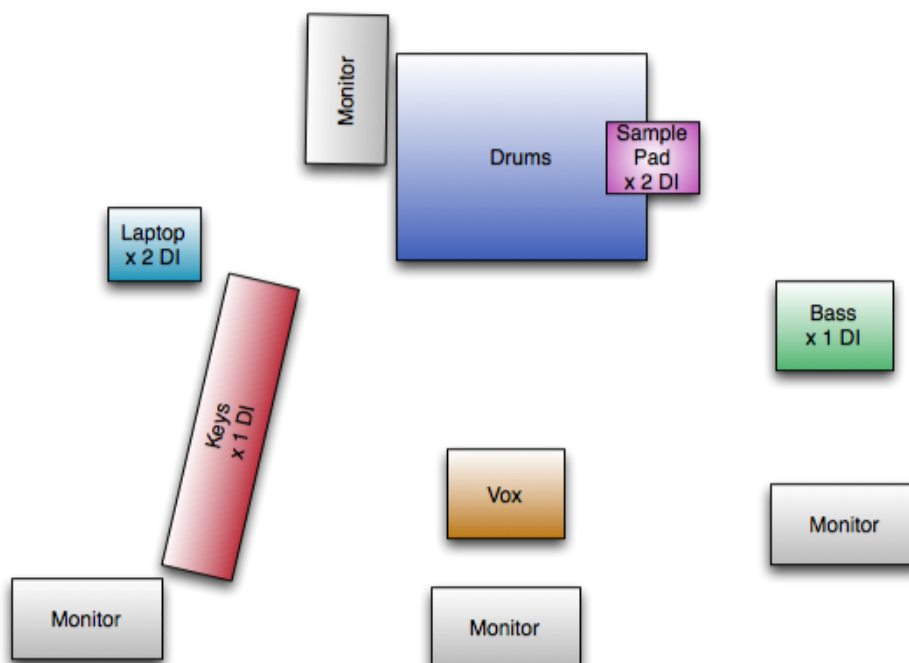 Monitor
Drums
Sample
Pad
x 2 DI
Laptop
x 2 DI
Bass
x 1 DI
Keys
x 1 DI
Vox
Monitor
Monitor
Monitor